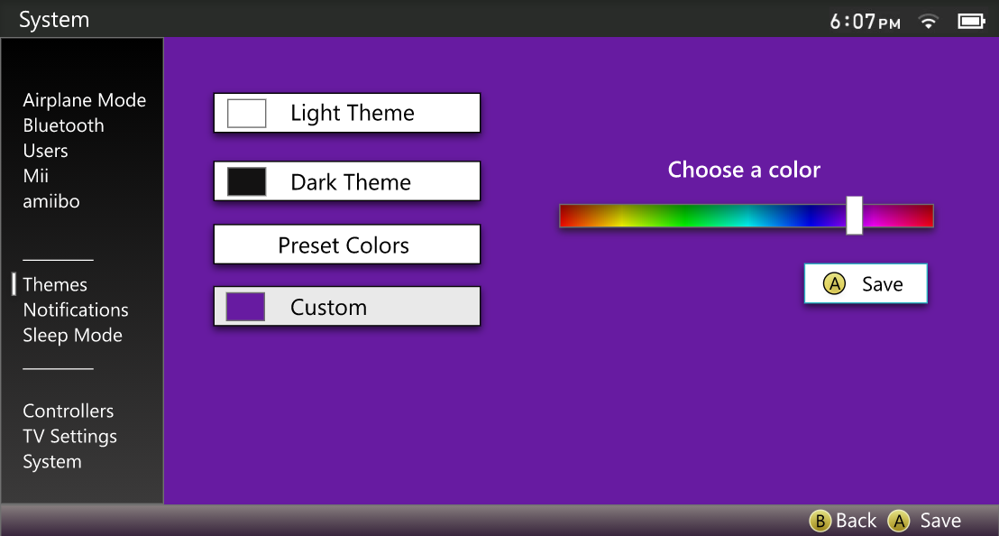 System
6:07PM
Airplane Mode
Bluetooth
Users
Mii
amiibo
Themes
Notifications
Sleep Mode
Controllers
TV Settings
System
Light Theme
Dark Theme
Preset Colors
Custom
Choose a color
A Save
B Back A Save